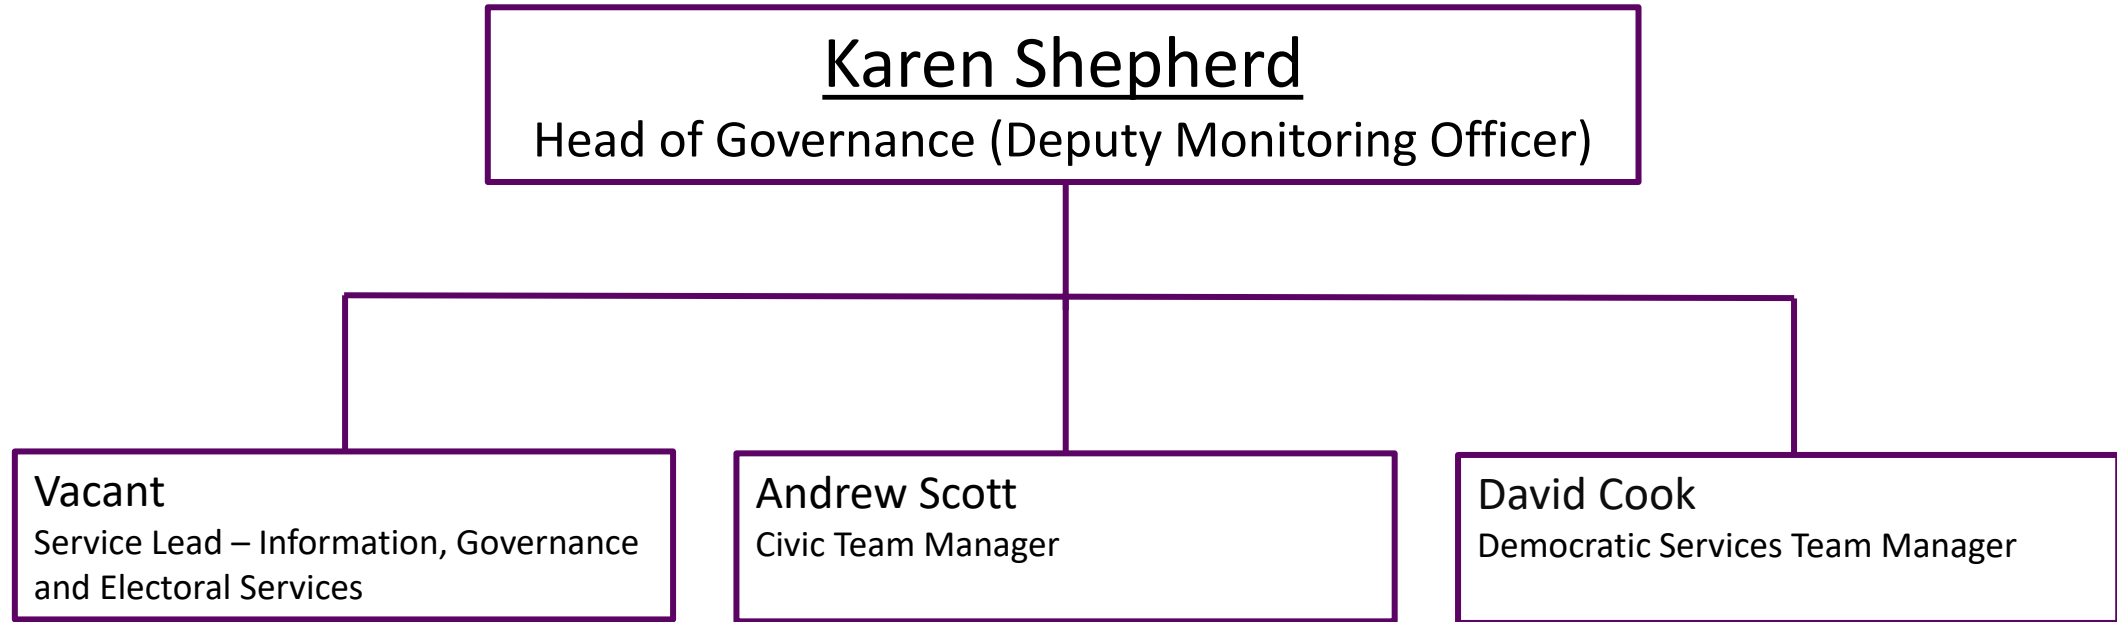 Karen Shepherd
Head of Governance (Deputy Monitoring Officer)
Vacant
Service Lead – Information, Governance
and Electoral Services
Andrew Scott
Civic Team Manager
David Cook
Democratic Services Team Manager